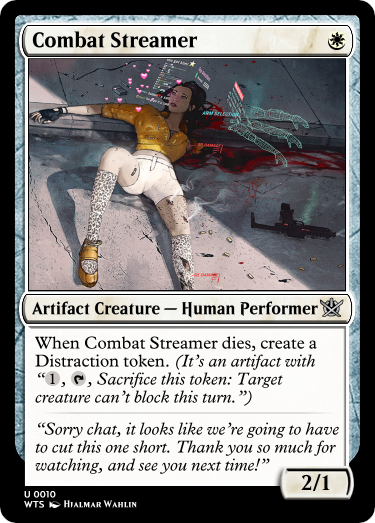 Combat Streamer
ARM SELECTION
Artifact Creature — Human Performer
When Combat Streamer dies, create a
Distraction token. (It's an artifact with
“1, T, Sacrifice this token: Target
creature can't block this turn.”)
“Sorry chat, it looks like we're going to have
to cut this one short. Thank you so much for
watching, and see you next time!”
2/1
U 0010
WTS Hjalmar Wahlin